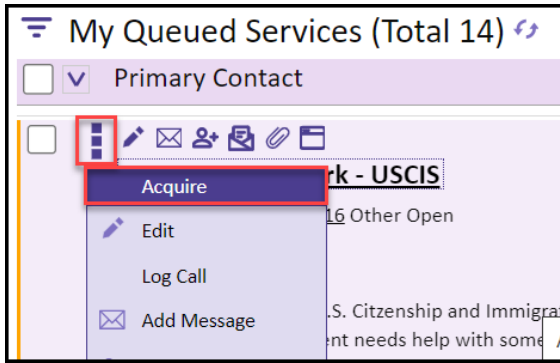 My Queued Services (Total 14)
Primary Contact
rk - USCIS
Acquire
16 Other Open
Edit
Log Call
.S. Citzenship and Immigra
Add Message
nt needs help with some